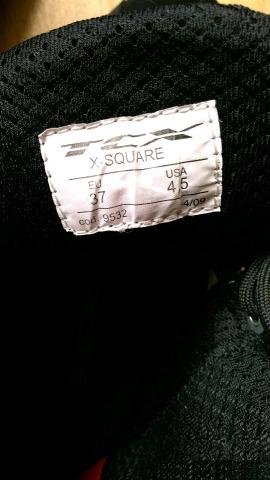 TCX
X-SQUARE
EU USA
37 4 5
cod. 9532 4/09